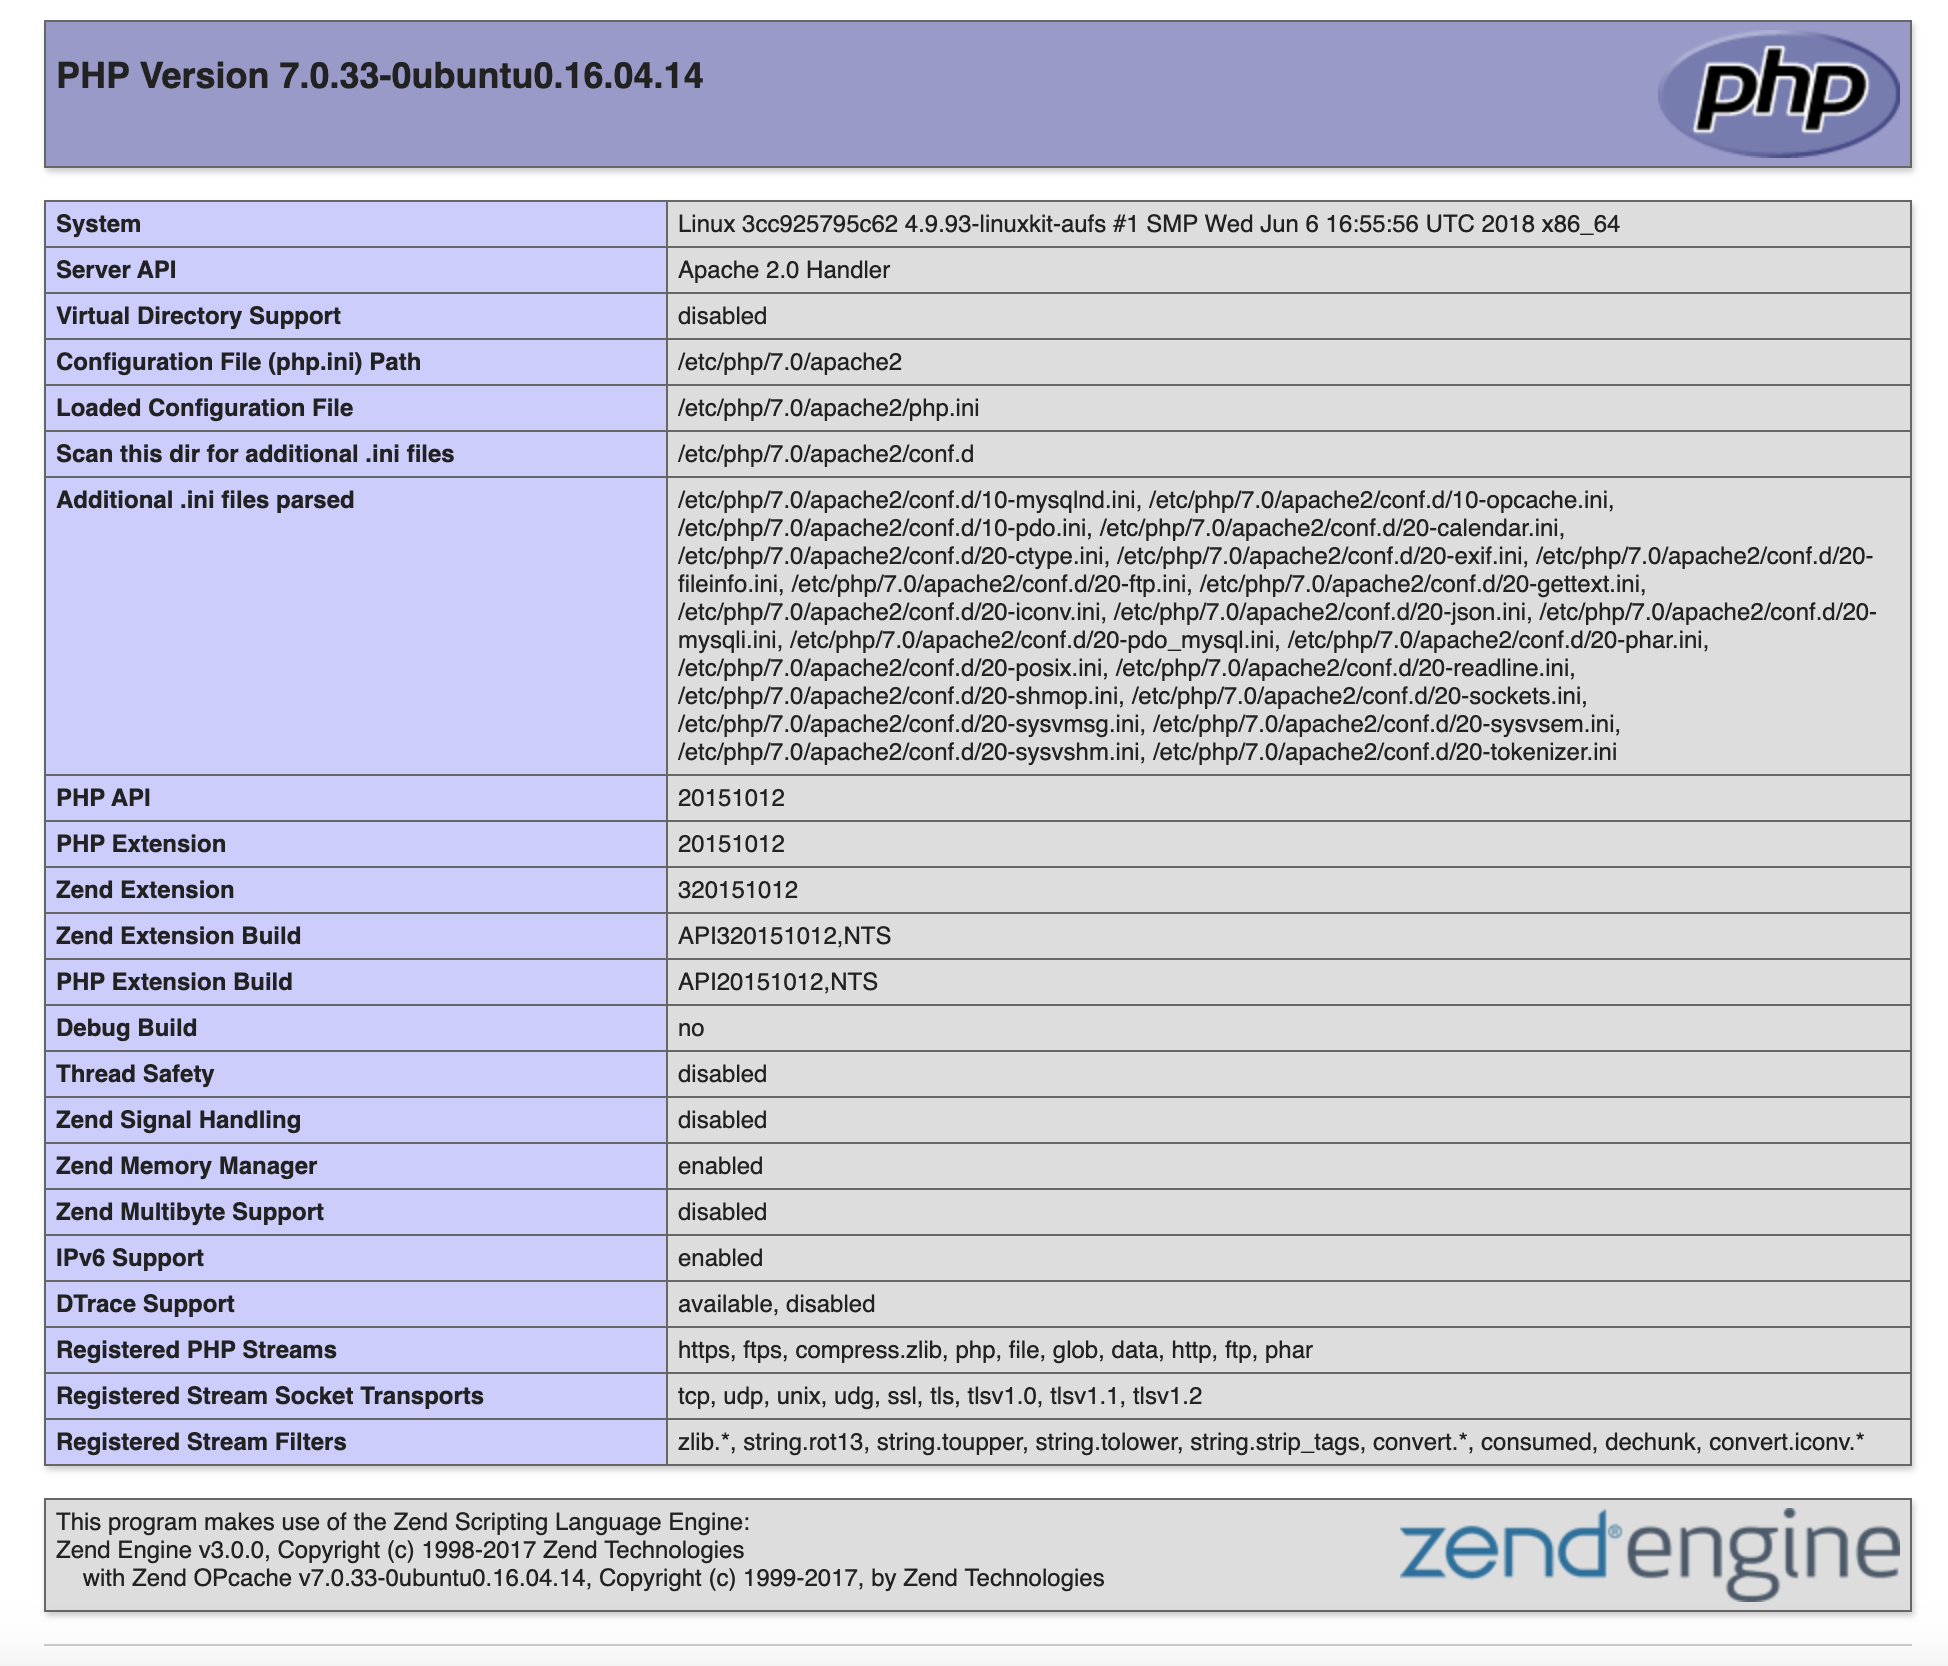 PHP Version 7.0.33-0ubuntu0.16.04.14
php
System Linux 3cc925795c62 4.9.93-linuxkit-aufs #1 SMP Wed Jun 6 16:55:56 UTC 2018 x86_64
Server API Apache 2.0 Handler
Virtual Directory Support disabled
Configuration File (php.ini) Path /etc/php/7.0/apache2
Loaded Configuration File /etc/php/7.0/apache2/php.ini
Scan this dir for additional .ini files /etc/php/7.0/apache2/conf.d
Additional .ini files parsed /etc/php/7.0/apache2/conf.d/10-mysqlnd.ini, /etc/php/7.0/apache2/conf.d/10-opcache.ini,
/etc/php/7.0/apache2/conf.d/10-pdo.ini, /etc/php/7.0/apache2/conf.d/20-calendar.ini,
/etc/php/7.0/apache2/conf.d/20-ctype.ini, /etc/php/7.0/apache2/conf.d/20-exif.ini, /etc/php/7.0/apache2/conf.d/20-
fileinfo.ini, /etc/php/7.0/apache2/conf.d/20-ftp.ini, /etc/php/7.0/apache2/conf.d/20-gettext.ini,
/etc/php/7.0/apache2/conf.d/20-iconv.ini, /etc/php/7.0/apache2/conf.d/20-json.ini, /etc/php/7.0/apache2/conf.d/20-
mysqli.ini, /etc/php/7.0/apache2/conf.d/20-pdo_mysql.ini, /etc/php/7.0/apache2/conf.d/20-phar.ini,
/etc/php/7.0/apache2/conf.d/20-posix.ini, /etc/php/7.0/apache2/conf.d/20-readline.ini,
/etc/php/7.0/apache2/conf.d/20-shmop.ini, /etc/php/7.0/apache2/conf.d/20-sockets.ini,
/etc/php/7.0/apache2/conf.d/20-sysvmsg.ini, /etc/php/7.0/apache2/conf.d/20-sysvsem.ini,
/etc/php/7.0/apache2/conf.d/20-sysvshm.ini, /etc/php/7.0/apache2/conf.d/20-tokenizer.ini
PHP API 20151012
PHP Extension 20151012
Zend Extension 320151012
Zend Extension Build API320151012,NTS
PHP Extension Build API20151012,NTS
Debug Build no
Thread Safety disabled
Zend Signal Handling disabled
Zend Memory Manager enabled
Zend Multibyte Support disabled
IPv6 Support enabled
DTrace Support available, disabled
Registered PHP Streams https, ftps, compress.zlib, php, file, glob, data, http, ftp, phar
Registered Stream Socket Transports tcp, udp, unix, udg, ssl, tls, tlsv1.0, tlsv1.1, tlsv1.2
Registered Stream Filters zlib.*, string.rot13, string.toupper, string.tolower, string.strip_tags, convert.*, consumed, dechunk, convert.iconv.*
This program makes use of the Zend Scripting Language Engine:
Zend Engine v3.0.0, Copyright (c) 1998-2017 Zend Technologies
with Zend OPcache v7.0.33-0ubuntu0.16.04.14, Copyright (c) 1999-2017, by Zend Technologies
zend® engine